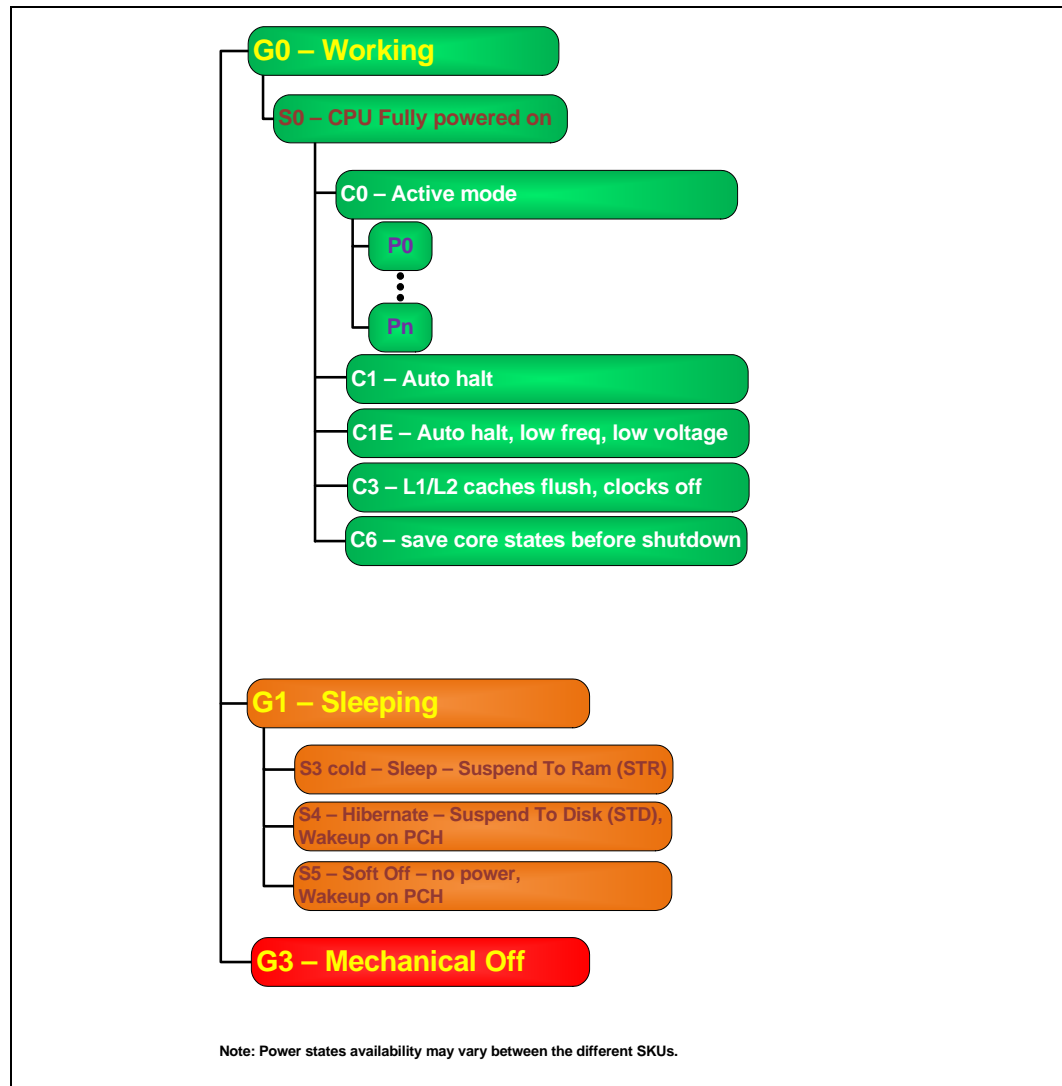 G0 – Working
S0 – CPU Fully powered on
C0 – Active mode
P0
Pn
C1 – Auto halt
C1E – Auto halt, low freq, low voltage
C3 – L1/L2 caches flush, clocks off
C6 – save core states before shutdown
G1 – Sleeping
S3 cold – Sleep – Suspend To Ram (STR)
S4 – Hibernate – Suspend To Disk (STD),
Wakeup on PCH
S5 – Soft Off – no power,
Wakeup on PCH
G3 – Mechanical Off
Note: Power states availability may vary between the different SKUs.